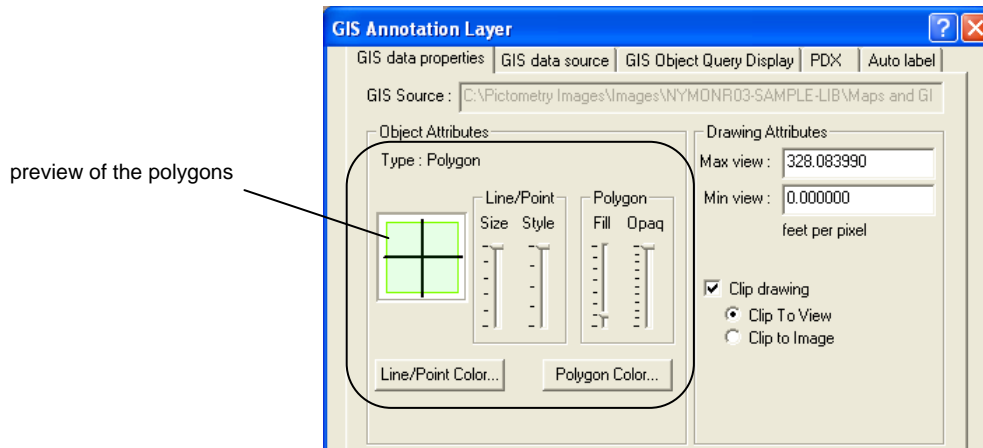 GIS Annotation Layer
GIS data properties GIS data source GIS Object Query Display PDX Auto label
GIS Source : C:\Pictometry Images\Images\NYMONR03-SAMPLE-LIB\Maps and GI
Object Attributes
Type : Polygon
preview of the polygons
Line/Point
Size Style
Polygon
Fill Opaq
Line/Point Color...
Polygon Color...
Drawing Attributes
Max view : 328.083990
Min view : 0.000000
feet per pixel
Clip drawing
Clip To View
Clip to Image